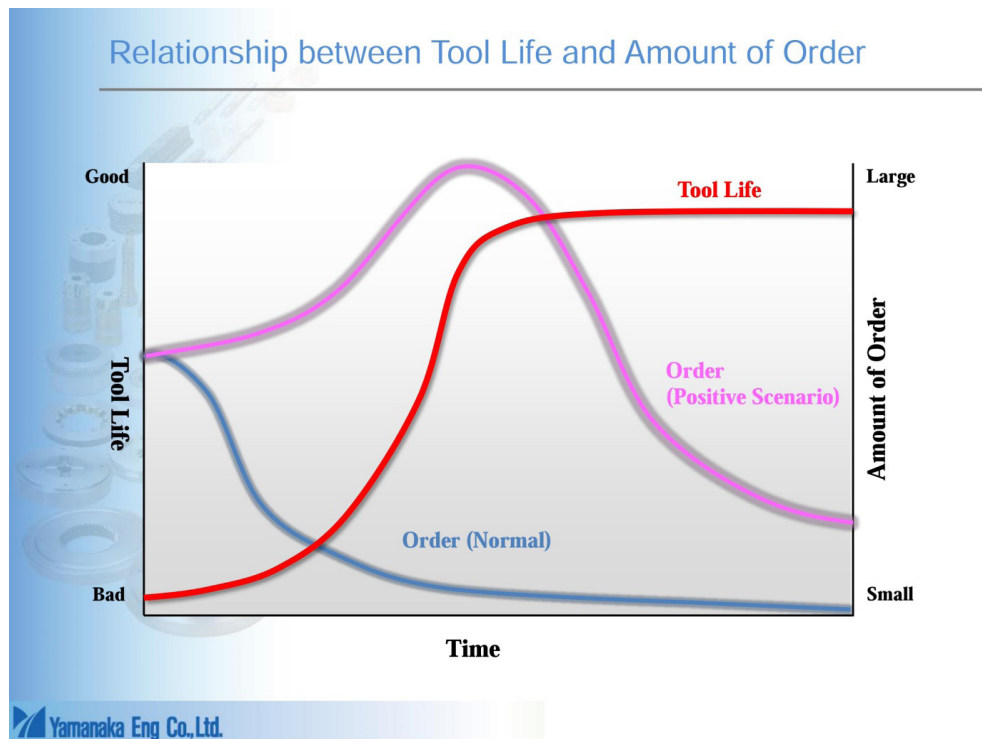 Relationship between Tool Life and Amount of Order
Good
Large
Tool Life
Tool Life
Amount of Order
Order
(Positive Scenario)
Order (Normal)
Bad
Small
Time
Yamanaka Eng Co.,Ltd.